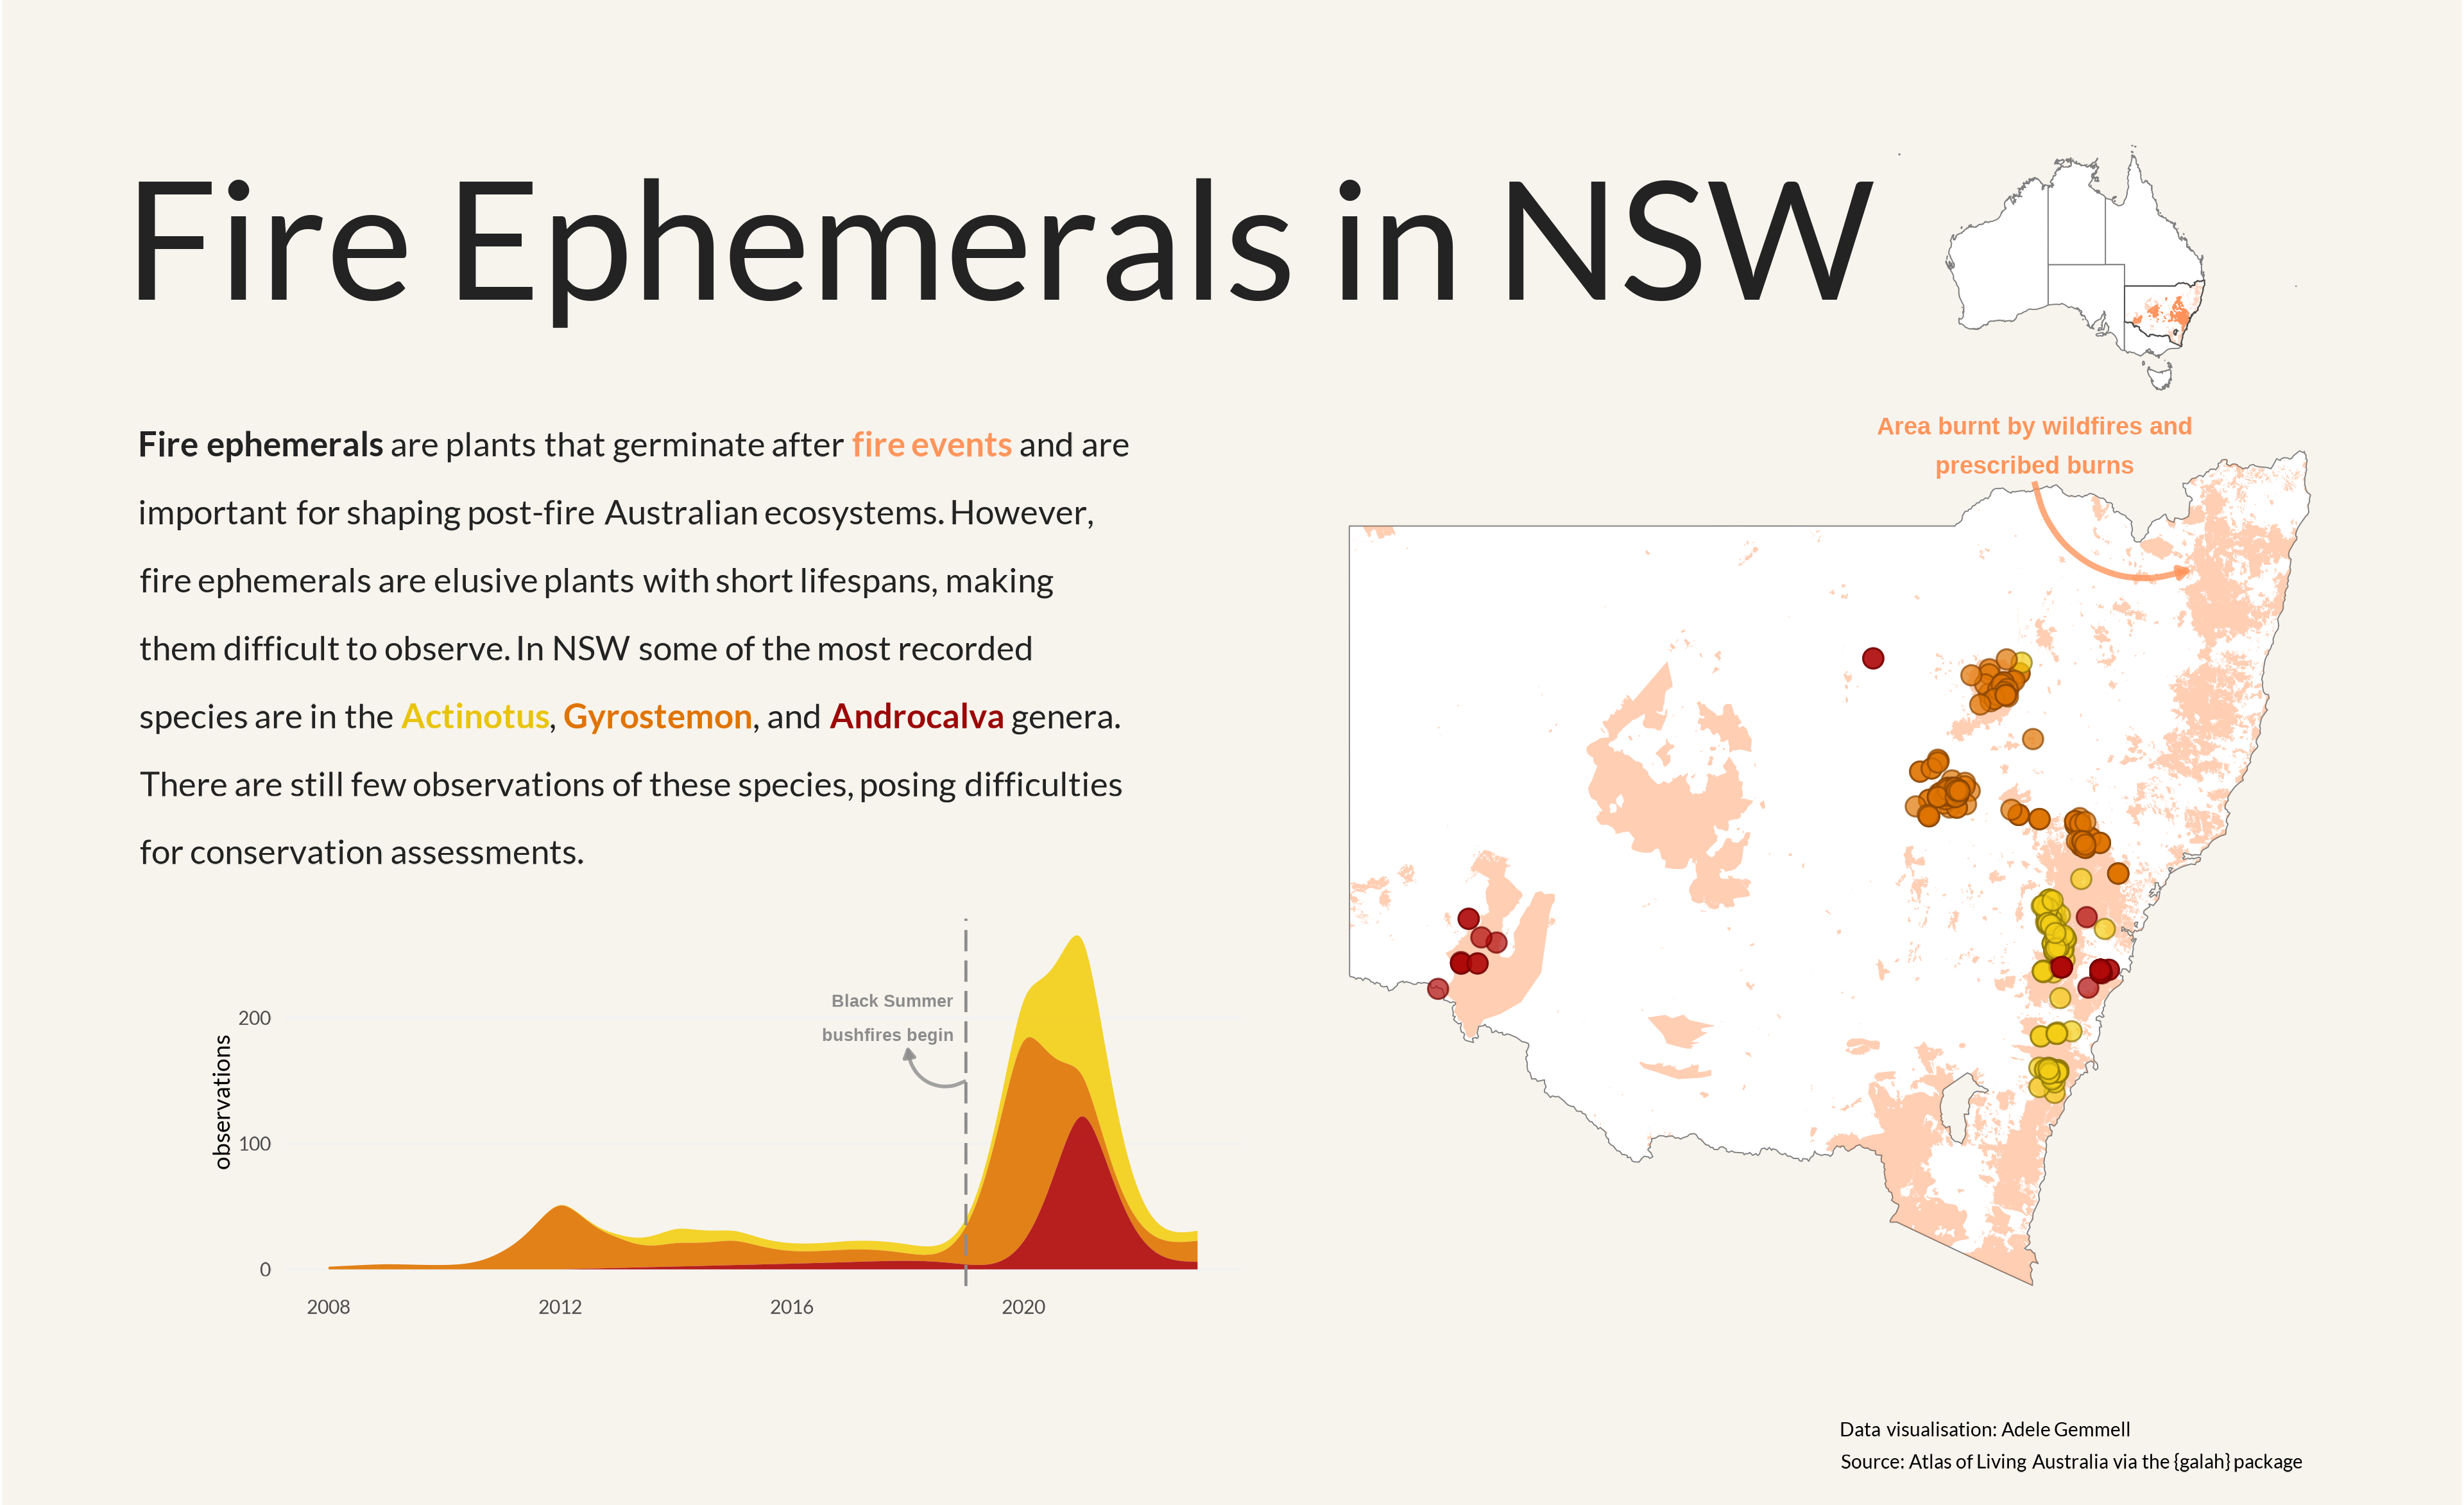 Fire Ephemerals in NSW
Fire ephemerals are plants that germinate after fire events and are
important for shaping post-fire Australian ecosystems. However,
fire ephemerals are elusive plants with short lifespans, making
them difficult to observe. In NSW some of the most recorded
species are in the Actinotus, Gyrostemon, and Androcalva genera.
There are still few observations of these species, posing difficulties
for conservation assessments.
Area burnt by wildfires and
prescribed burns
Black Summer
bushfires begin
observations
200
100
0
2008
2012
2016
2020
Data visualisation: Adele Gemmell
Source: Atlas of Living Australia via the {galah} package